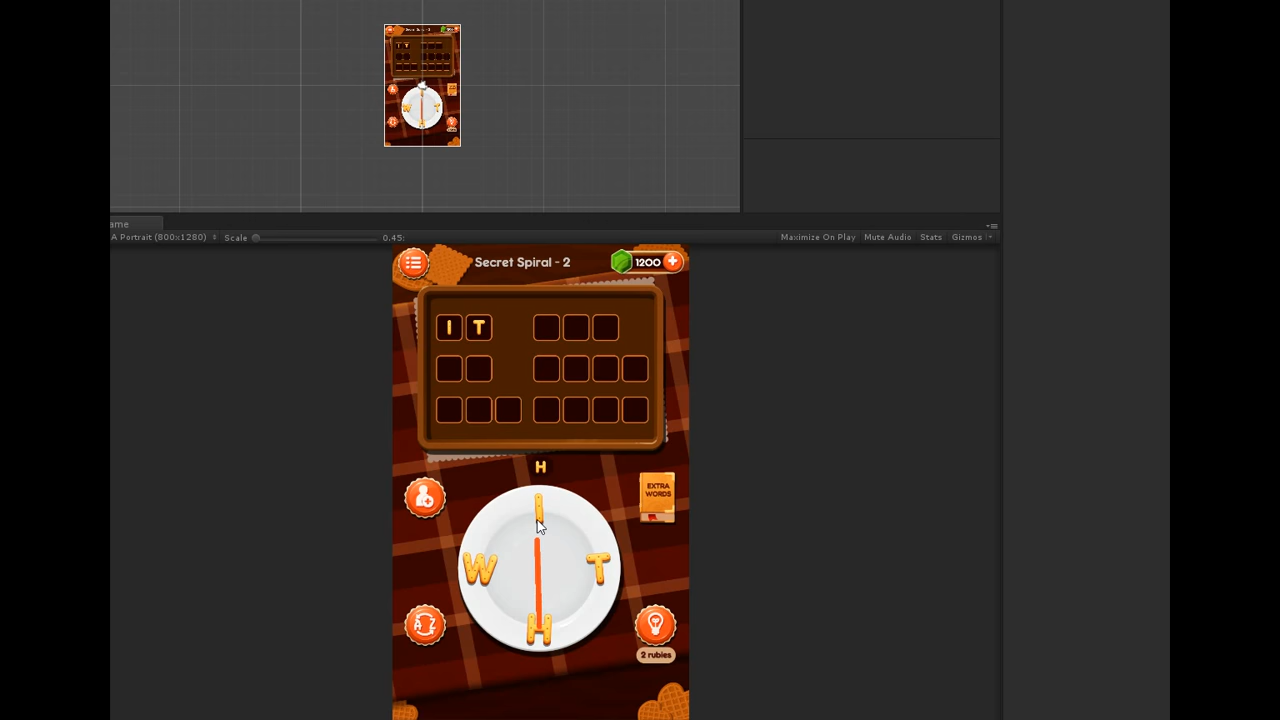 ame
A Portrait (800x1280) Scale 0.45:
Maximize On Play Mute Audio Stats Gizmos
Secret Spiral - 2
1200
I T
H
EXTRA
WORDS
I
W T
H
A Z
2 rubies